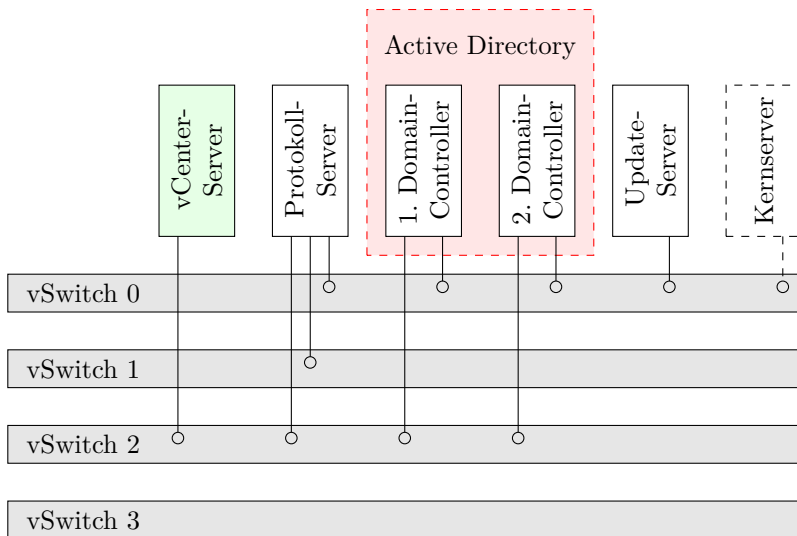 Active Directory
vCenter-
Server
Protokoll-
Server
1. Domain-
Controller
2. Domain-
Controller
Update-
Server
Kernserver
vSwitch 0
vSwitch 1
vSwitch 2
vSwitch 3